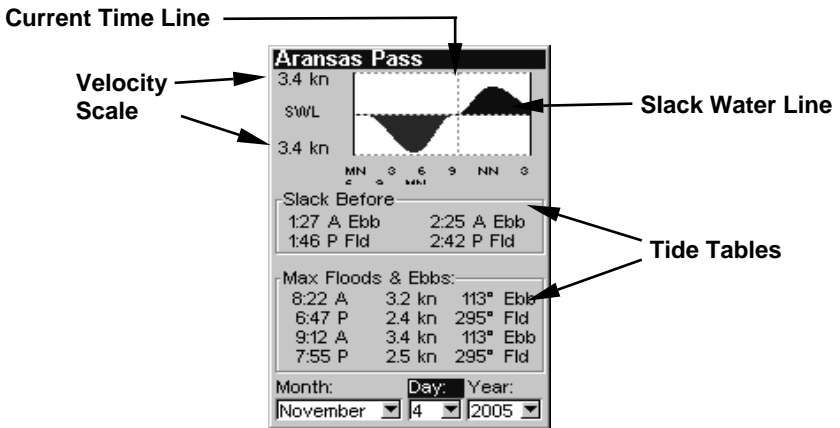 Current Time Line
Aransas Pass
Velocity
Scale
3.4 kn
SWL
3.4 kn
Slack Water Line
MN 3 6 9 NN 3
6 9 MN
Slack Before
1:27 A Ebb 2:25 A Ebb
1:46 P Fld 2:42 P Fld
Tide Tables
Max Floods & Ebbs:
8:22 A 3.2 kn 113° Ebb
6:47 P 2.4 kn 295° Fld
9:12 A 3.4 kn 113° Ebb
7:55 P 2.5 kn 295° Fld
Month: Day: Year:
November 4 2005